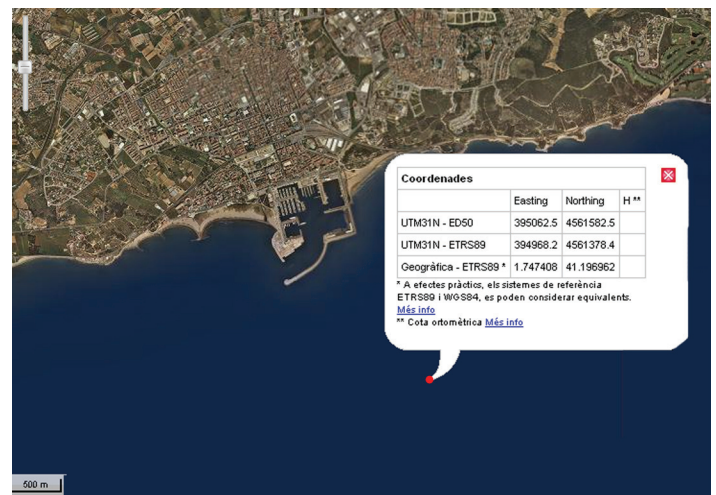 Coordenades
Easting Northing H **
UTM31N - ED50 395062.5 4561582.5
UTM31N - ETRS89 394968.2 4561378.4
Geogràfica - ETRS89 * 1.747408 41.196962
* A efectes pràctics, els sistemes de referència
ETRS89 i WGS84, es poden considerar equivalents.
Més info
** Cota ortomètrica Més info
500 m